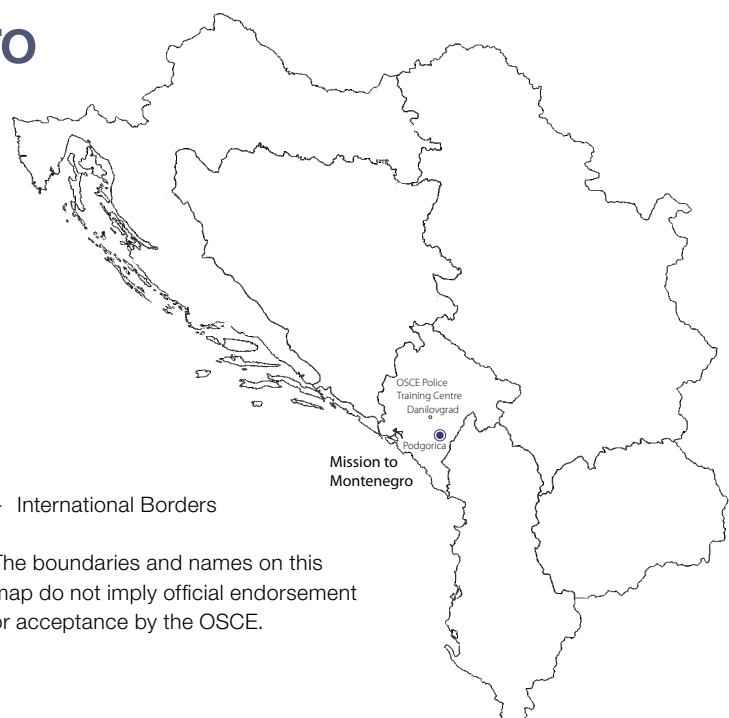 TO
OSCE Police
Training Centre
Danilovgrad
Podgorica
Mission to
Montenegro
International Borders
The boundaries and names on this
map do not imply official endorsement
or acceptance by the OSCE.